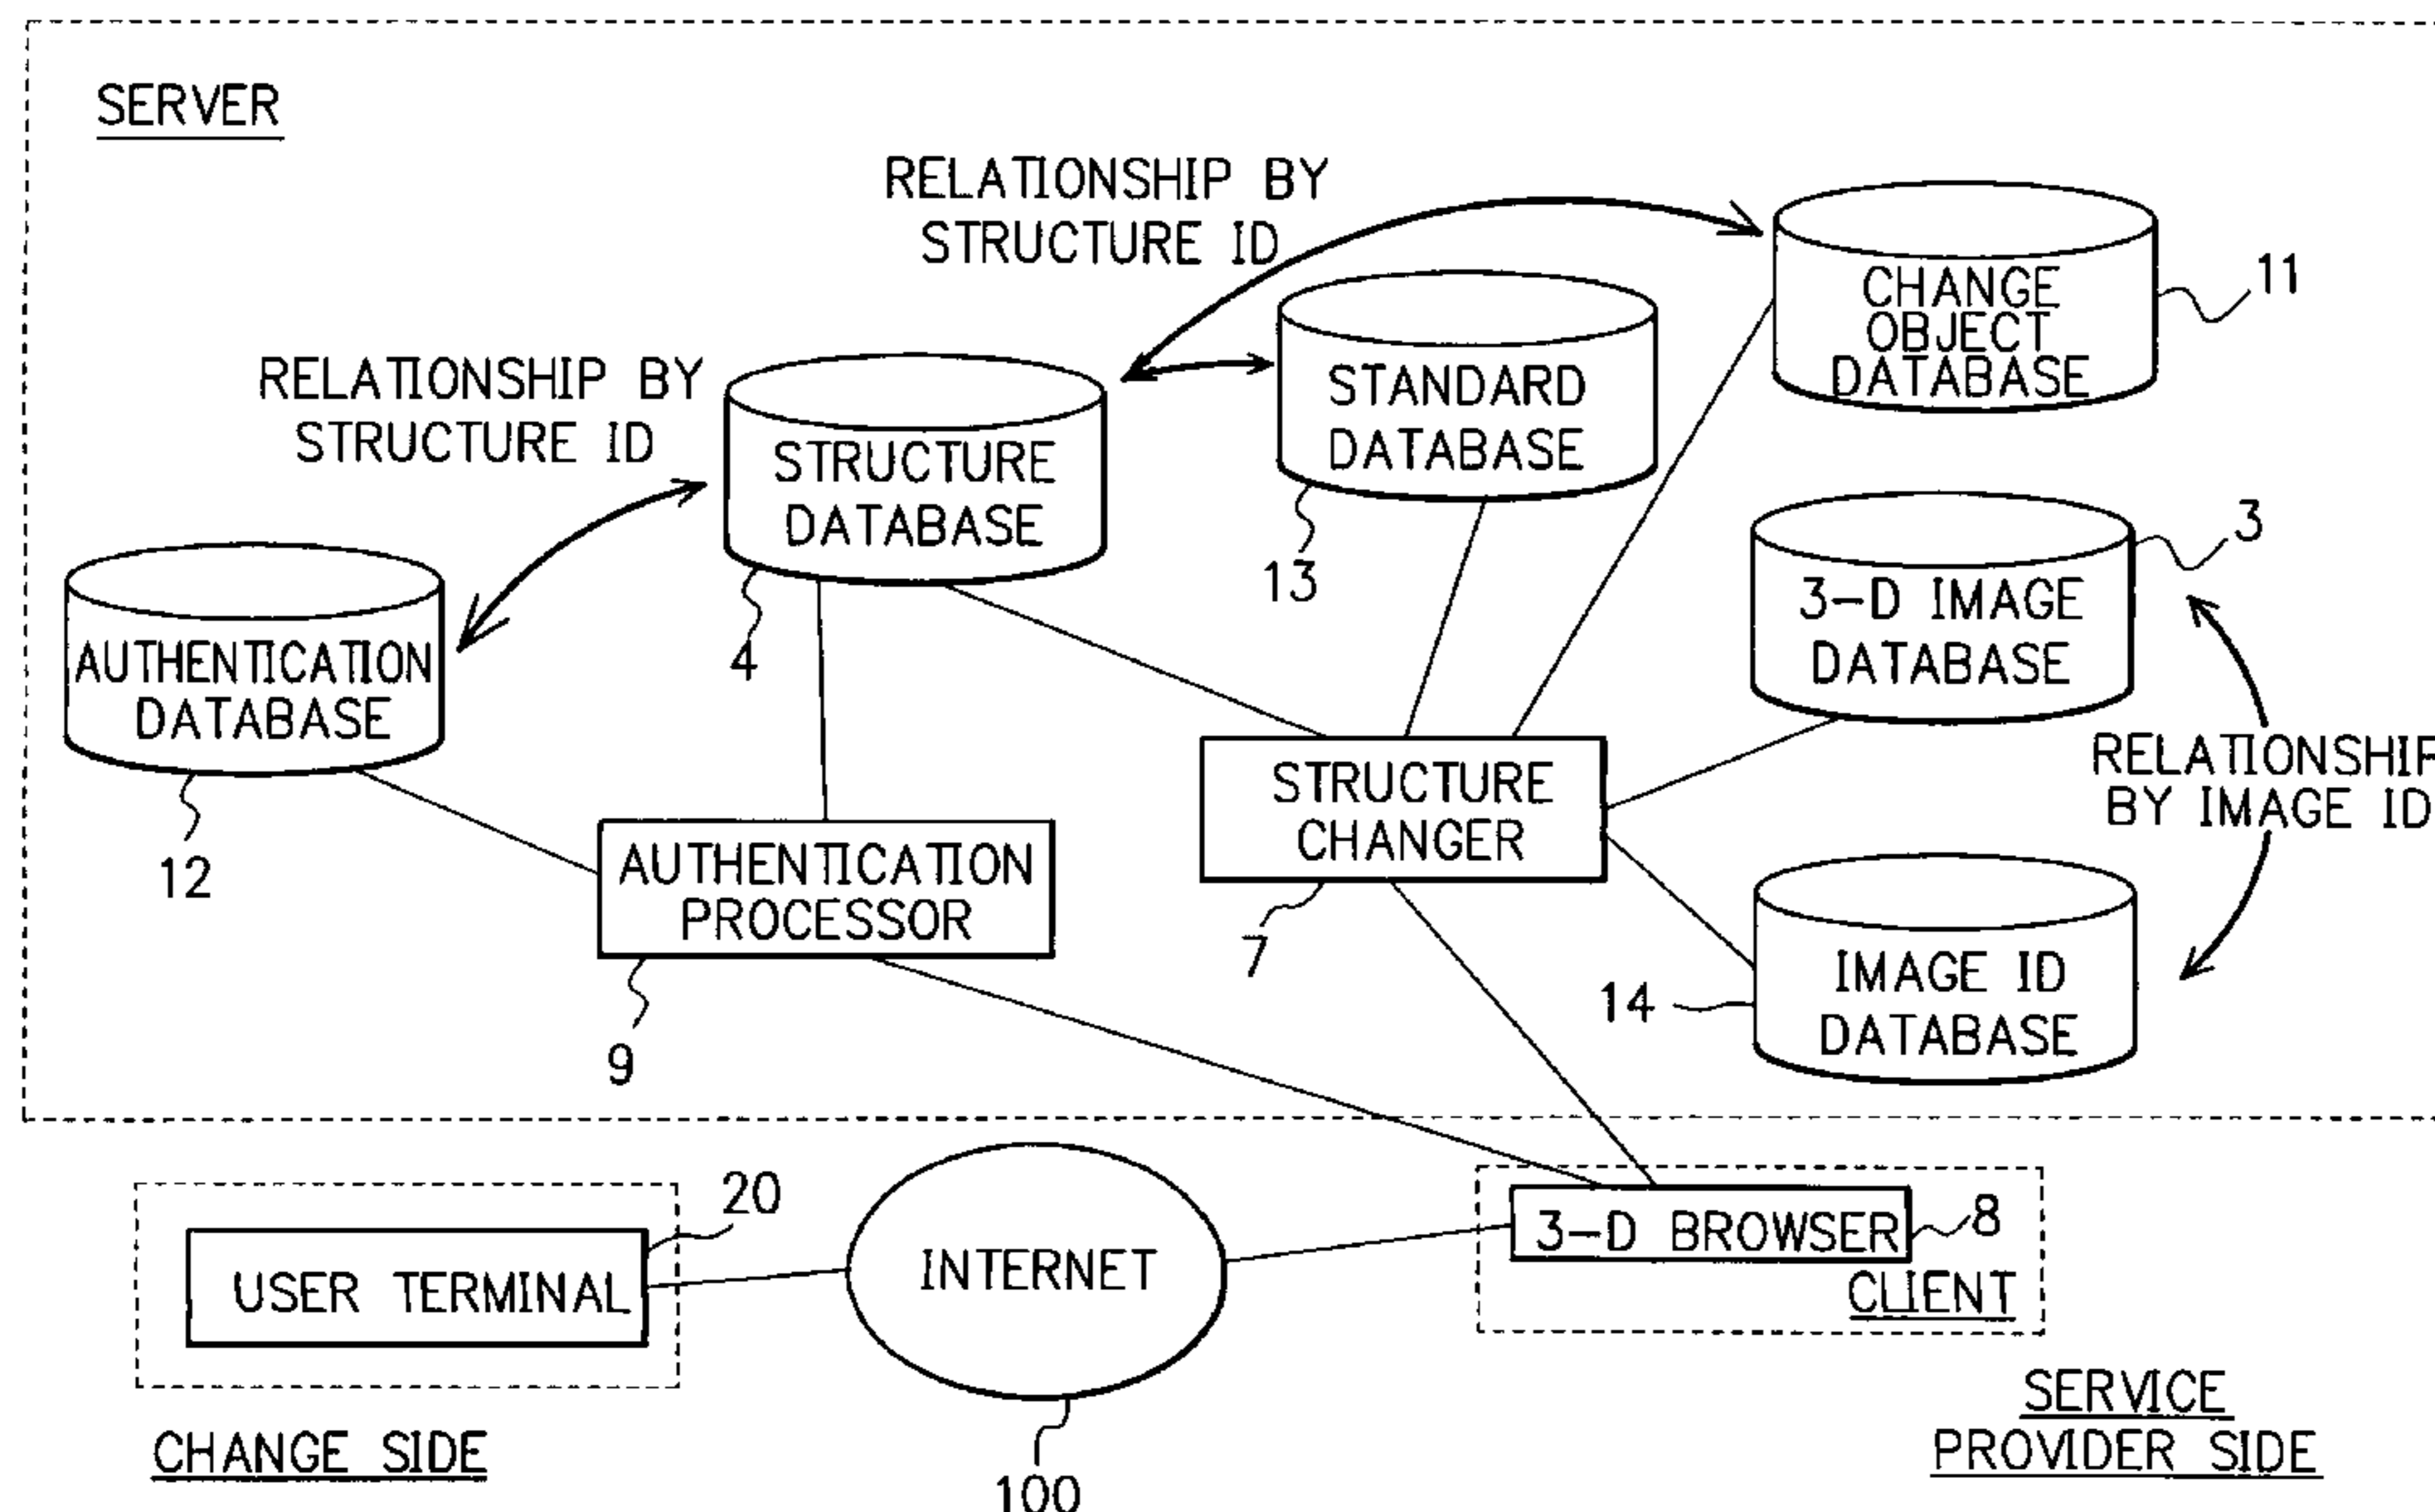 SERVER
RELATIONSHIP BY
STRUCTURE ID
CHANGE
OBJECT
DATABASE
11
RELATIONSHIP BY
STRUCTURE ID
STRUCTURE
DATABASE
4
STANDARD
DATABASE
13
3-D IMAGE
DATABASE
3
AUTHENTICATION
DATABASE
12
RELATIONSHIP
BY IMAGE ID
STRUCTURE
CHANGER
7
AUTHENTICATION
PROCESSOR
9
IMAGE ID
DATABASE
14
20
USER TERMINAL
INTERNET
100
3-D BROWSER
8
CLIENT
CHANGE SIDE
SERVICE
PROVIDER SIDE